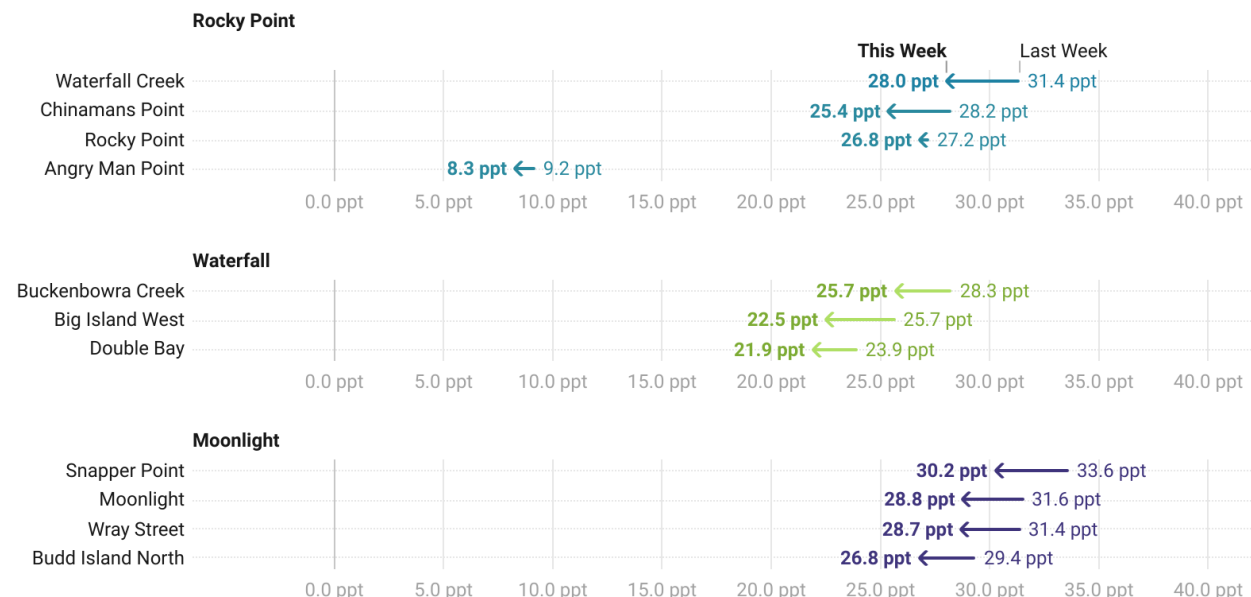 Rocky Point
This Week Last Week
Waterfall Creek 28.0 ppt 31.4 ppt
Chinamans Point 25.4 ppt 28.2 ppt
Rocky Point 26.8 ppt 27.2 ppt
Angry Man Point 8.3 ppt 9.2 ppt
0.0 ppt 5.0 ppt 10.0 ppt 15.0 ppt 20.0 ppt 25.0 ppt 30.0 ppt 35.0 ppt 40.0 ppt
Waterfall
Buckenbowra Creek 25.7 ppt 28.3 ppt
Big Island West 22.5 ppt 25.7 ppt
Double Bay 21.9 ppt 23.9 ppt
0.0 ppt 5.0 ppt 10.0 ppt 15.0 ppt 20.0 ppt 25.0 ppt 30.0 ppt 35.0 ppt 40.0 ppt
Moonlight
Snapper Point 30.2 ppt 33.6 ppt
Moonlight 28.8 ppt 31.6 ppt
Wray Street 28.7 ppt 31.4 ppt
Budd Island North 26.8 ppt 29.4 ppt
0.0 ppt 5.0 ppt 10.0 ppt 15.0 ppt 20.0 ppt 25.0 ppt 30.0 ppt 35.0 ppt 40.0 ppt